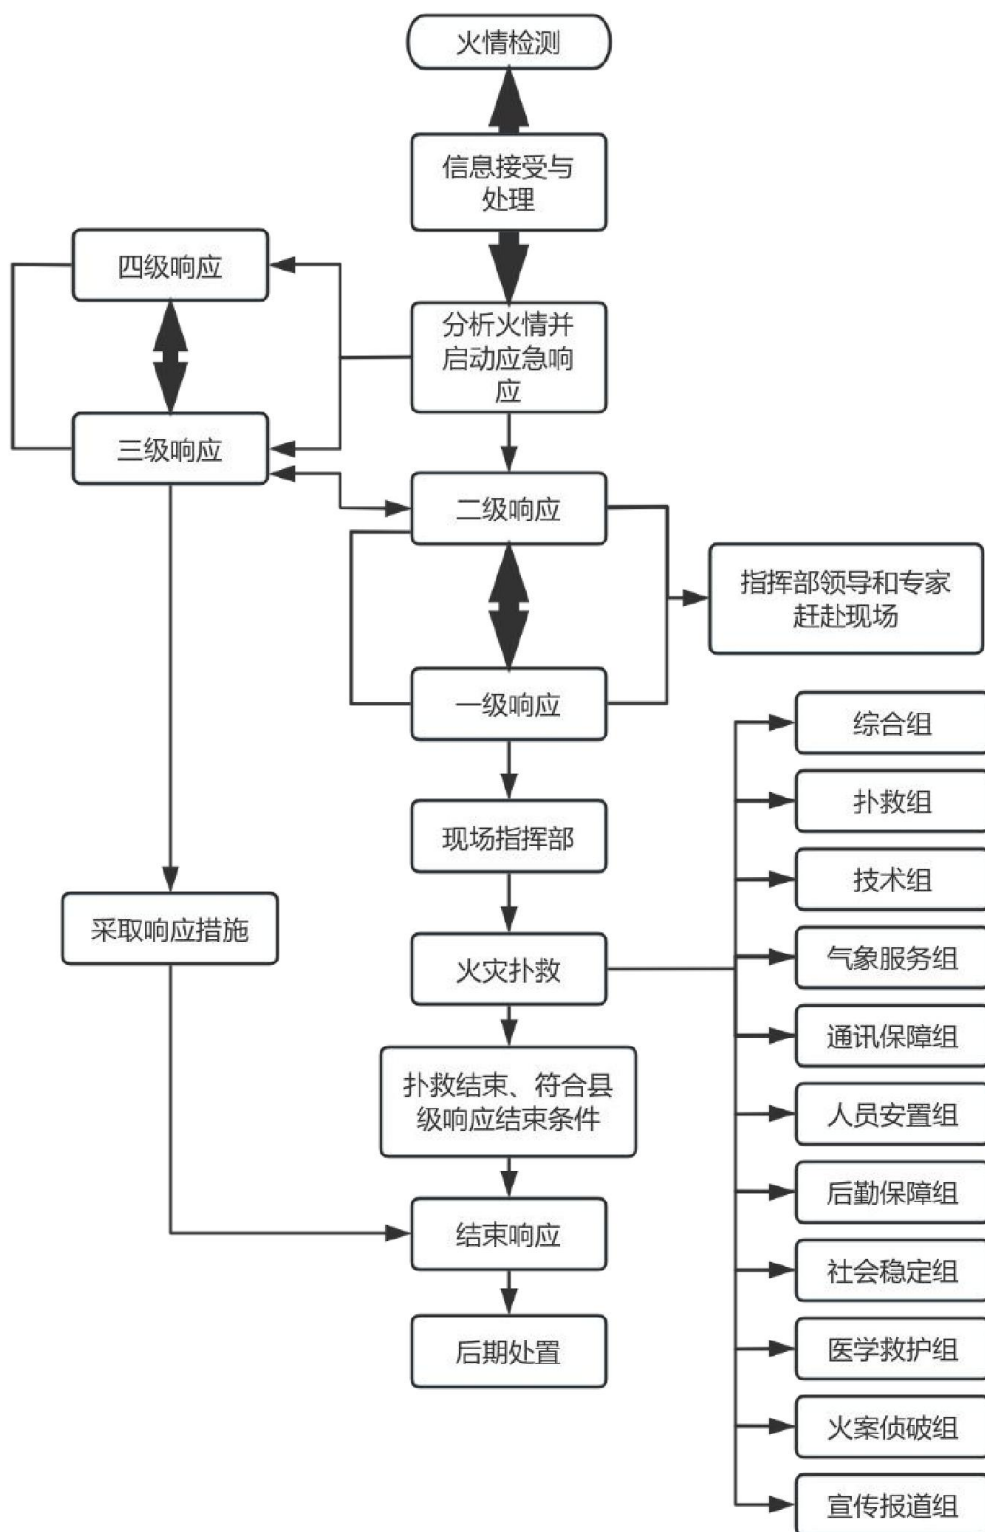 火情检测
信息接受与
处理
四级响应
分析火情并
启动应急响
应
三级响应
二级响应
指挥部领导和专家
赶赴现场
一级响应
综合组
扑救组
现场指挥部
技术组
采取响应措施
火灾扑救
气象服务组
通讯保障组
扑救结束、符合县
级响应结束条件
人员安置组
后勤保障组
结束响应
社会稳定组
后期处置
医学救护组
火案侦破组
宣传报道组